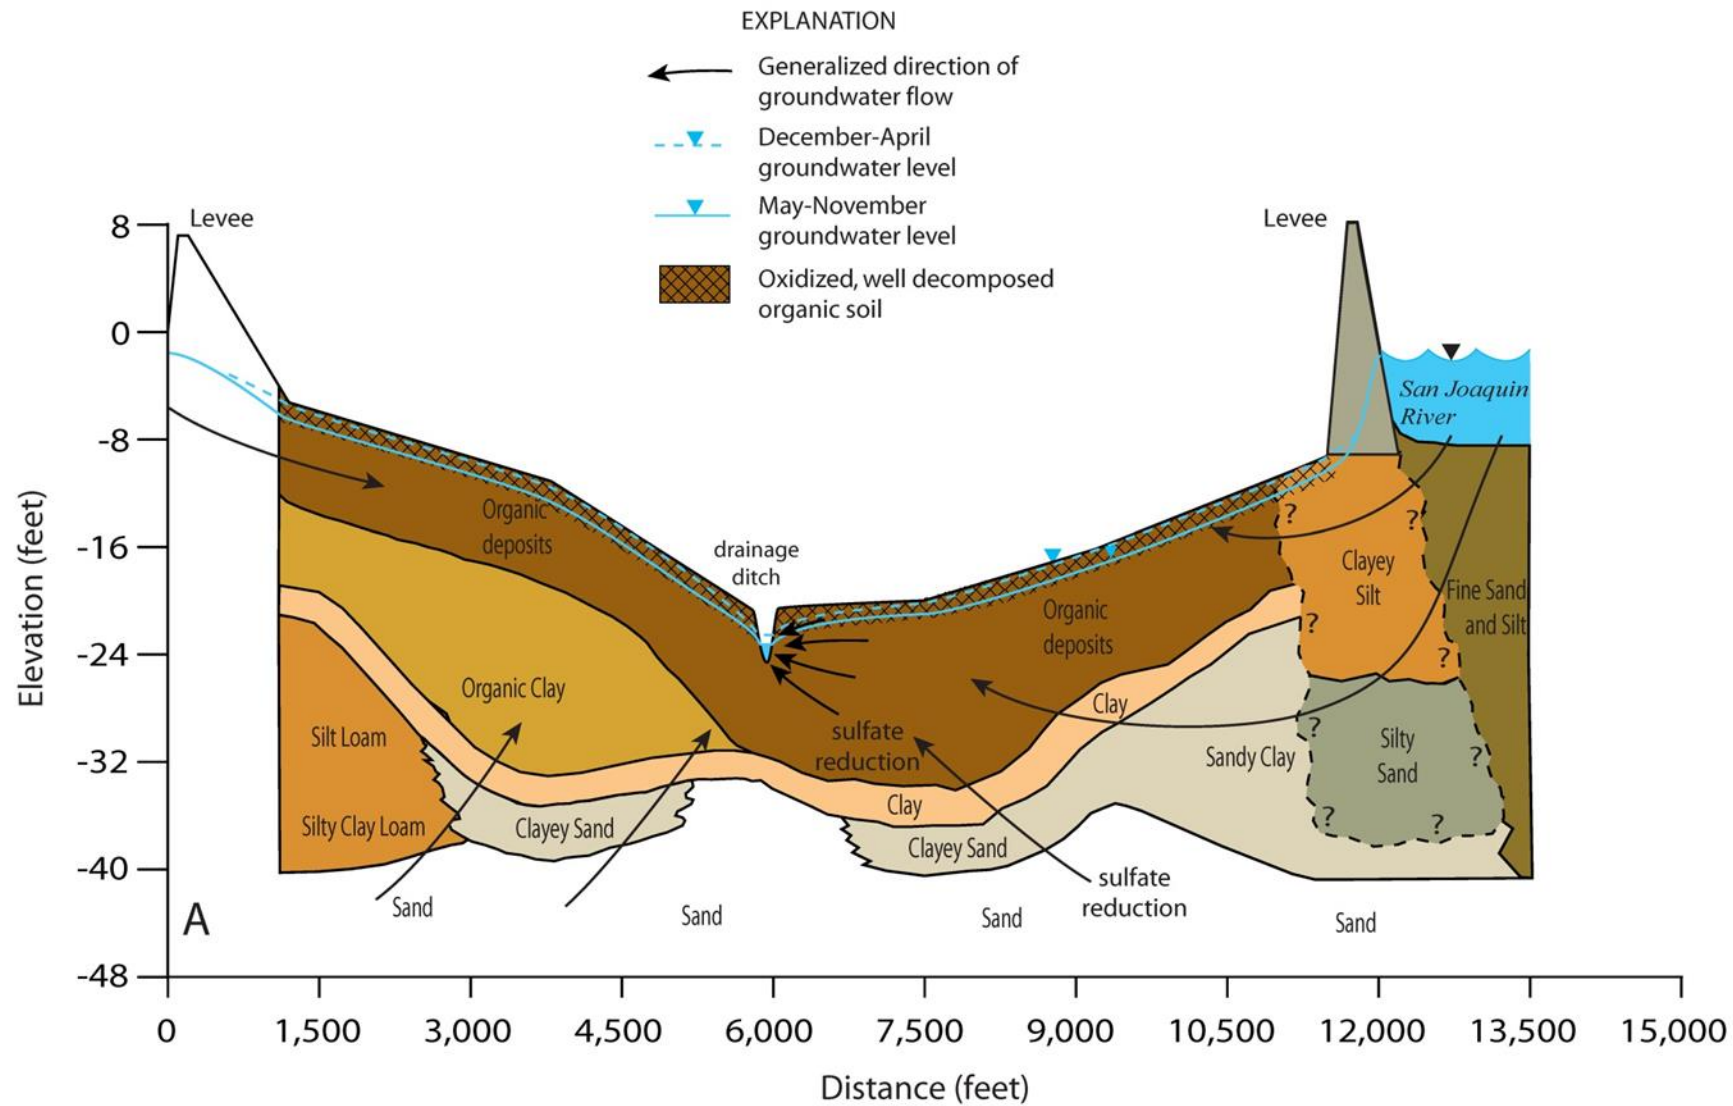 EXPLANATION
Generalized direction of
groundwater flow
December-April
groundwater level
May-November
groundwater level
Oxidized, well decomposed
organic soil
Levee
Levee
8
0
-8
-16
-24
-32
-40
-48
Elevation (feet)
San Joaquin
River
Organic
deposits
drainage
ditch
?
?
Clayey
Silt
Fine Sand
and Silt
Organic
deposits
?
?
Organic Clay
Clay
sulfate
reduction
Silt Loam
?
Silty
Sand
?
Sandy Clay
Clay
Silty Clay Loam
Clayey Sand
Clayey Sand
?
?
sulfate
reduction
A
Sand
Sand
Sand
Sand
0
1,500
3,000
4,500
6,000
7,500
9,000
10,500
12,000
13,500
15,000
Distance (feet)